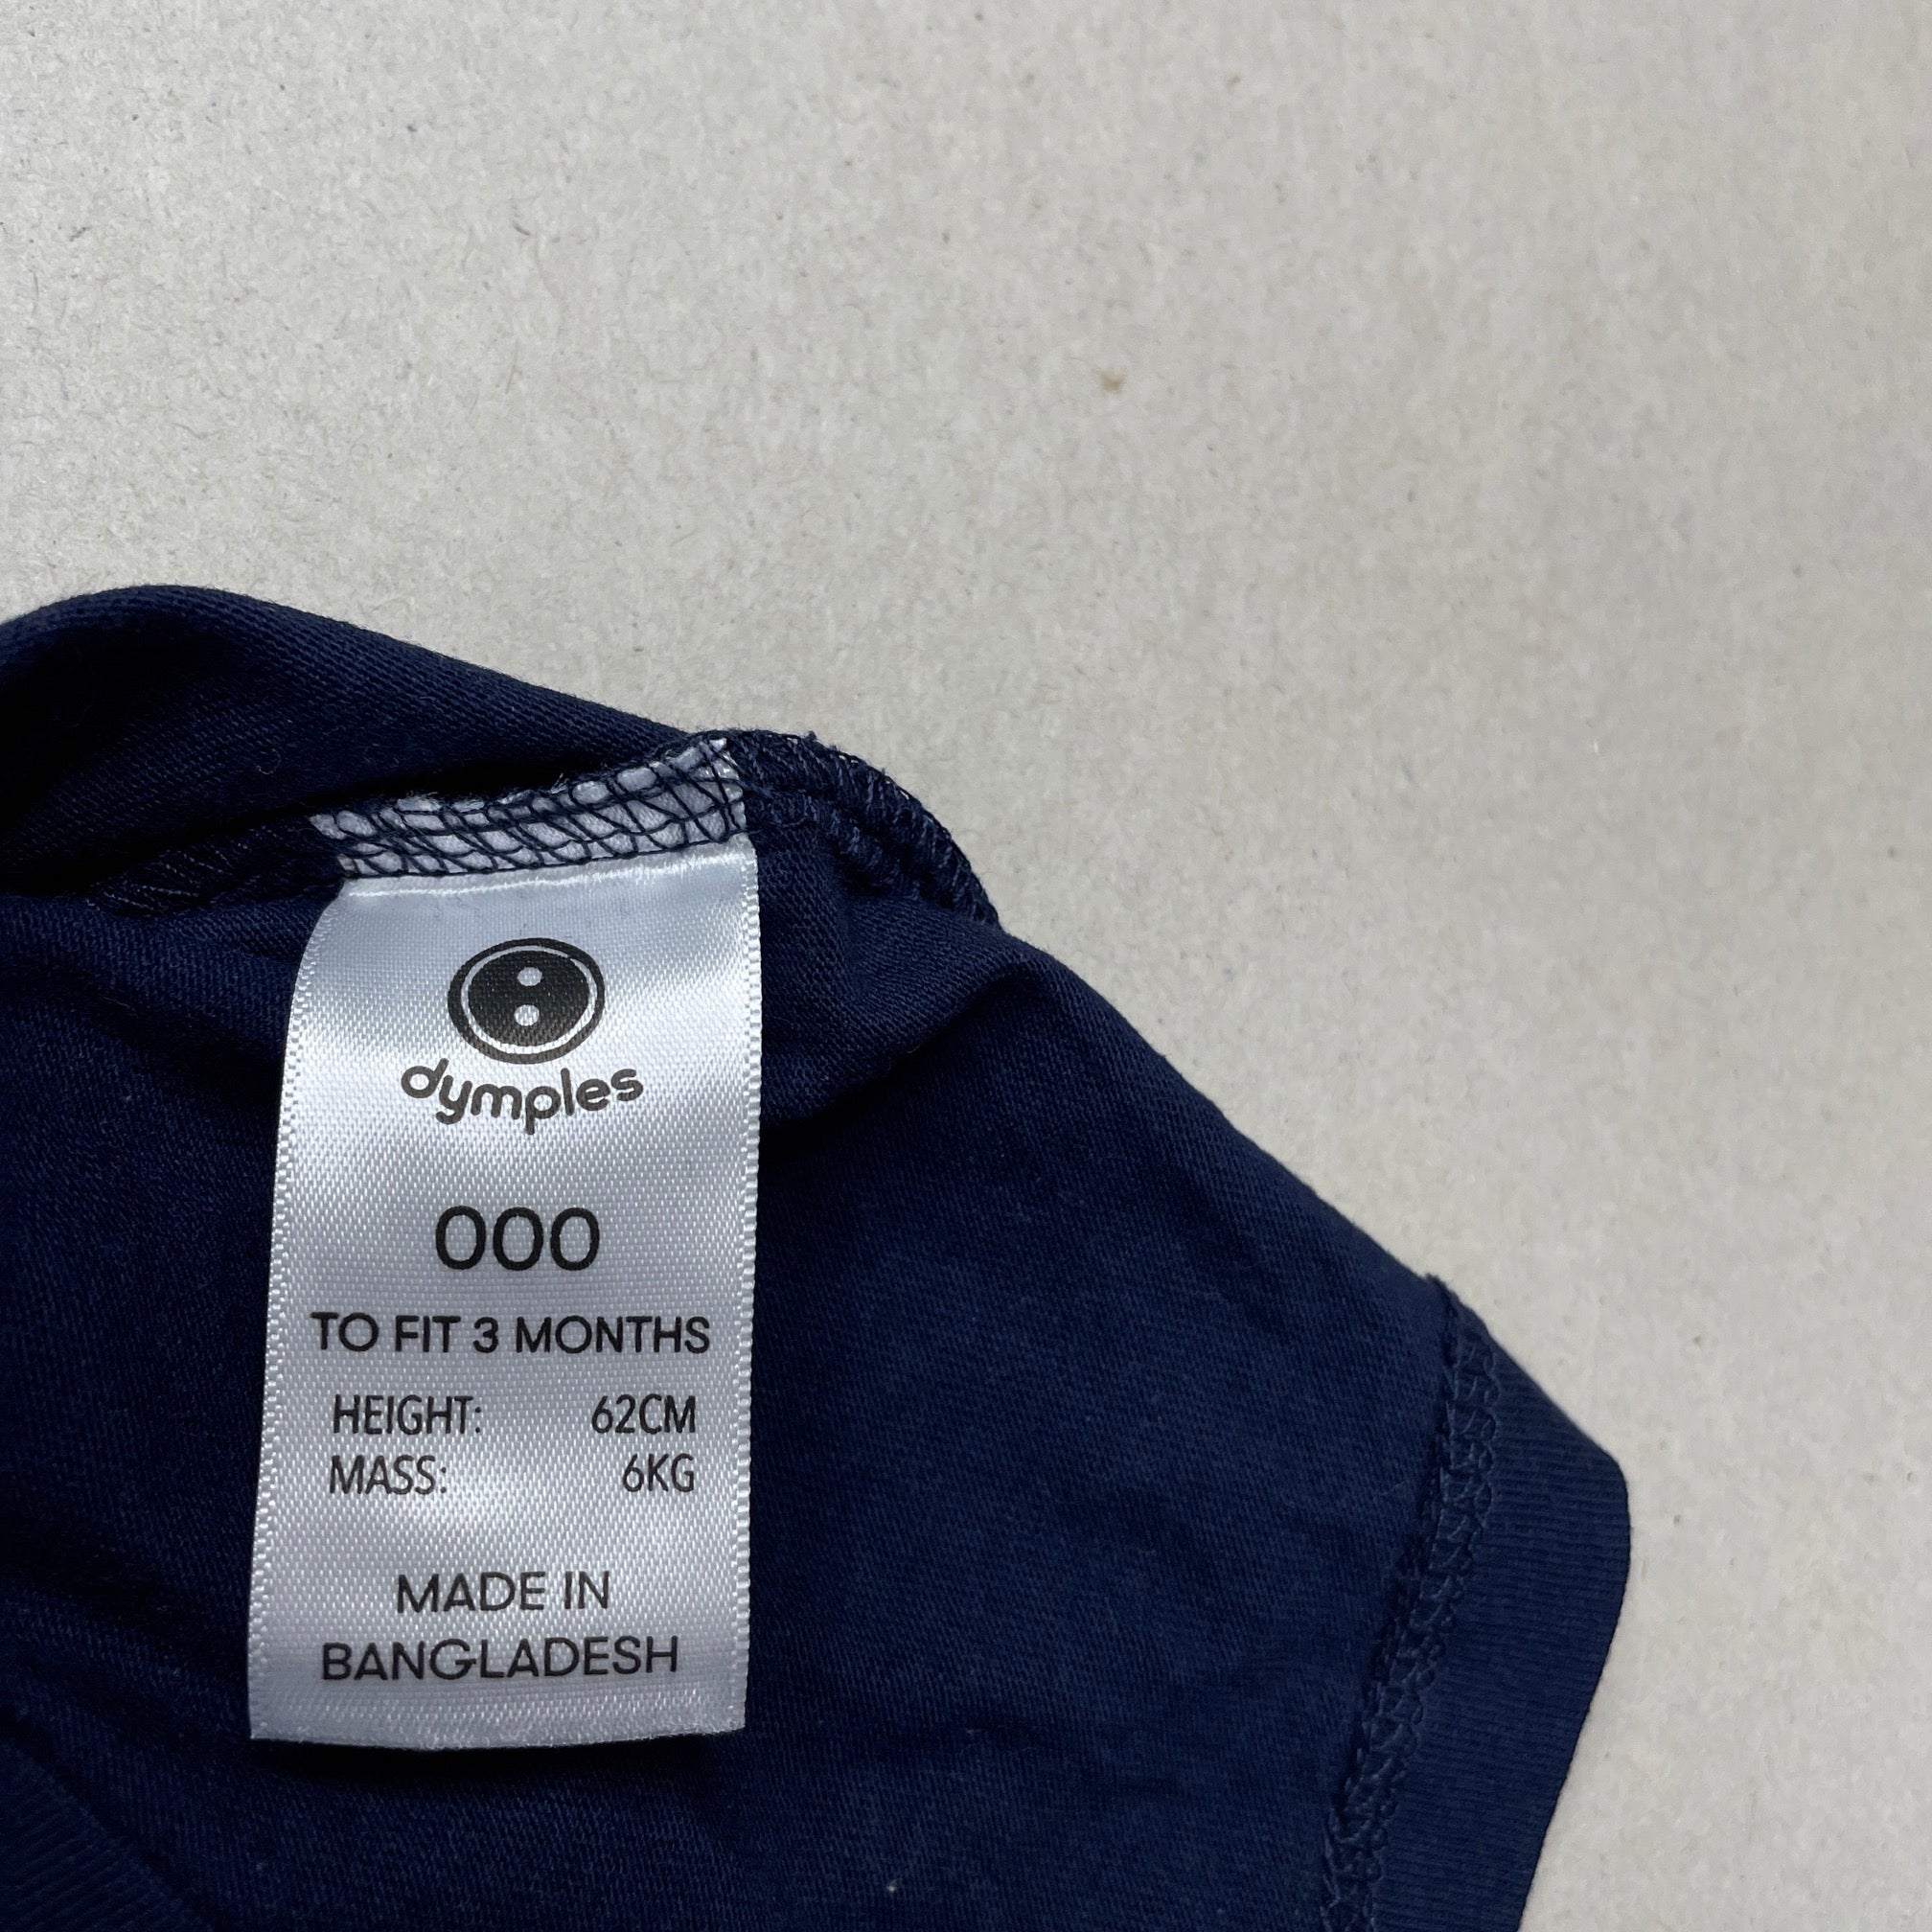 dymples
000
TO FIT 3 MONTHS
HEIGHT: 62CM
MASS: 6KG
MADE IN
BANGLADESH